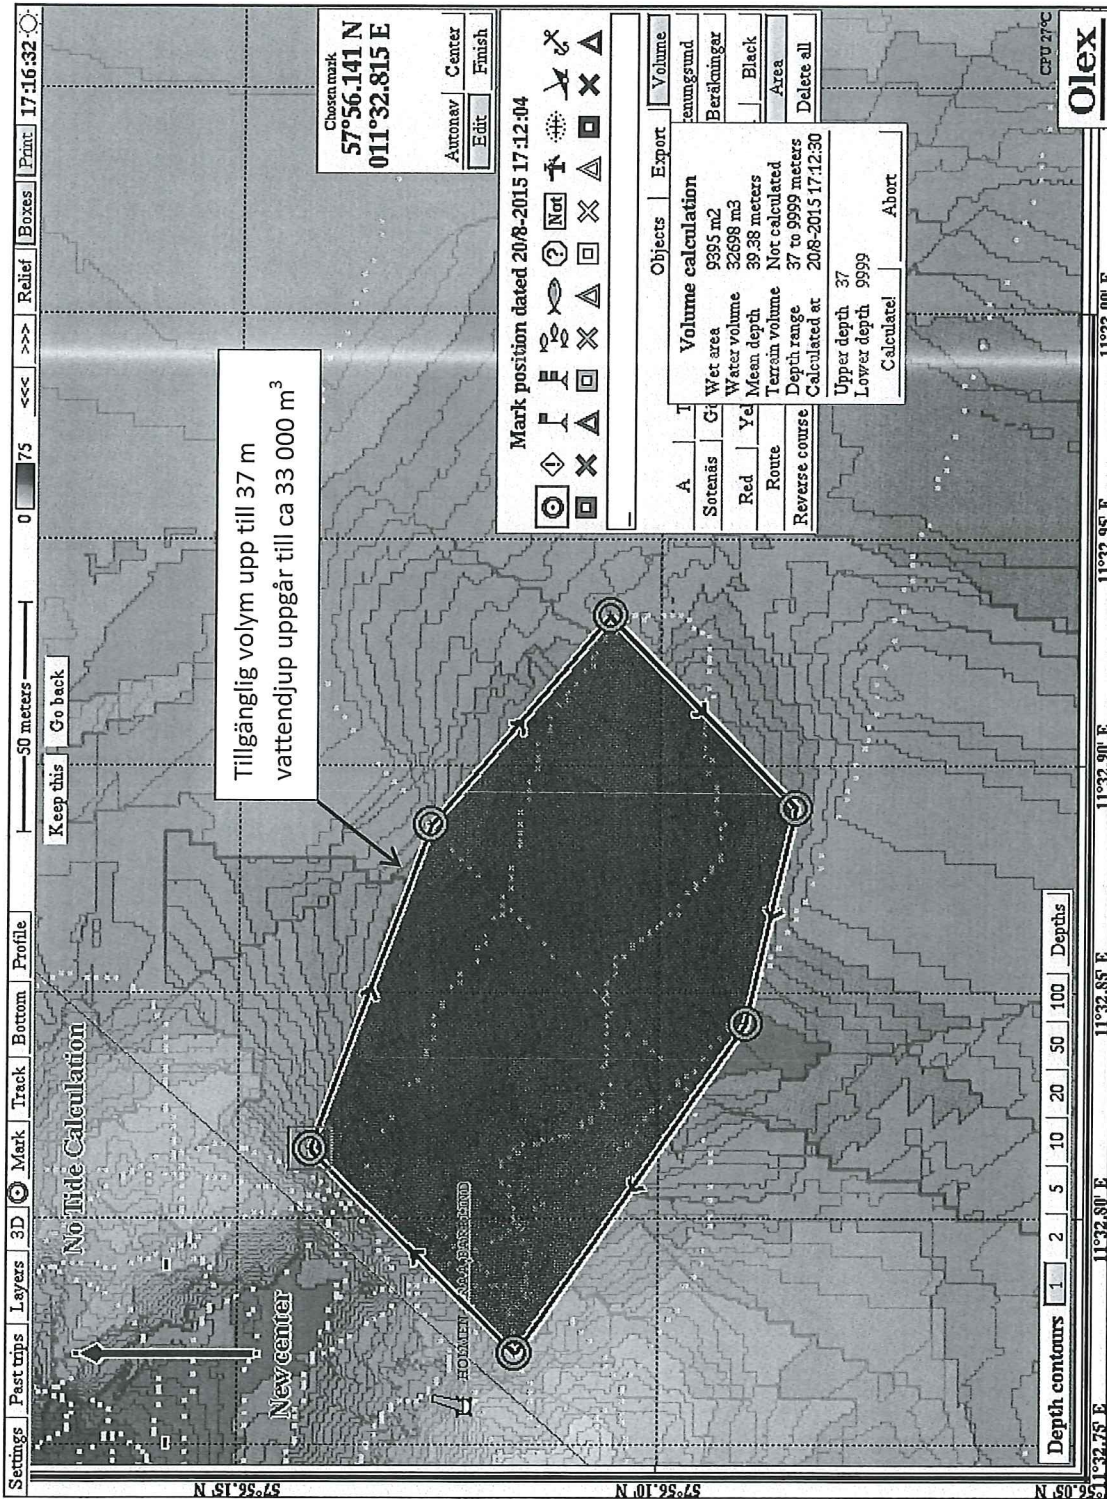 Settings Past trips Layers 3D Mark Track Bottom Profile
50 meters
0 75 <<< >>> Relief Boxes Print 17:16:32
Keep this Go back
No Tide Calculation
New center
Tillgänglig volym upp till 37 m
vattendjup uppgår till ca 33 000 m³
Chosen mark
57°56.141 N
011°32.815 E
Autonav Center
Edit Finish
Mark position dated 20/8-2015 17:12:04
Not
Objects Export Volume
A T enungsund
Sotenäs Gö Beräkningar
Red Yel Black
Route Area
Reverse course Delete all
Volume calculation
Wet area 9395 m2
Water volume 32698 m3
Mean depth 39.38 meters
Terrain volume Not calculated
Depth range 37 to 9999 meters
Calculated at 20/8-2015 17:12:30
Upper depth 37
Lower depth 9999
Calculate! Abort
57°56.15' N
57°56.10' N
N 56.05'
Depth contours 1 2 5 10 20 50 100 Depths
11°32.75' E
11°32.80' E
11°32.85' E
11°32.90' E
11°32.95' E
CPU 27°C
Olex